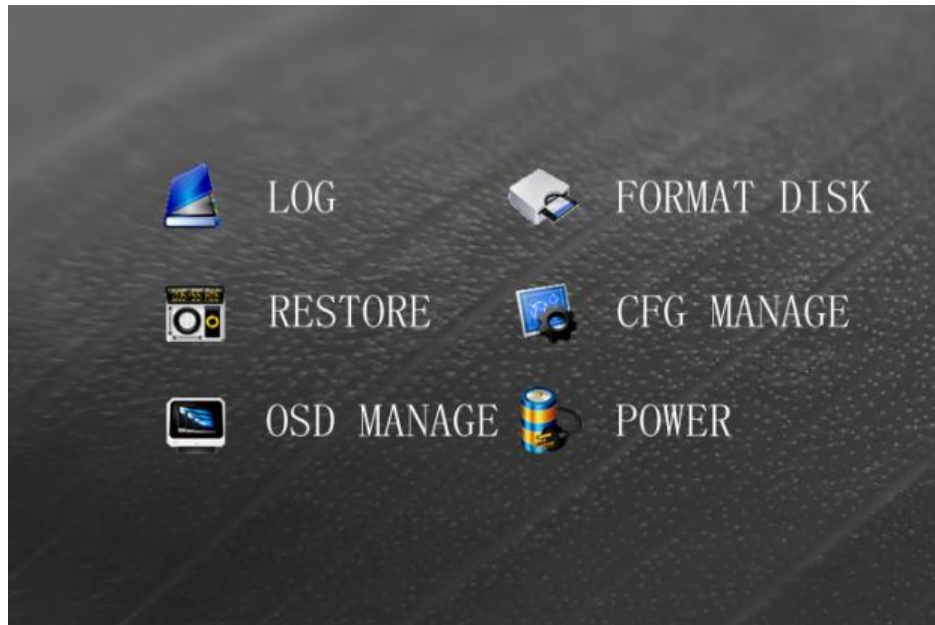 LOG
FORMAT DISK
RESTORE
CFG MANAGE
OSD MANAGE
POWER